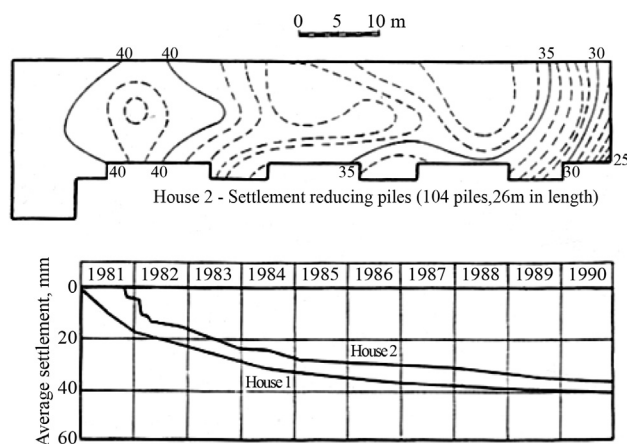 0 5 10 m
40 40 35 30
25
40 40 35 30
House 2 - Settlement reducing piles (104 piles,26m in length)
1981 1982 1983 1984 1985 1986 1987 1988 1989 1990
0
20
40
60
Average settlement, mm
House 2
House 1